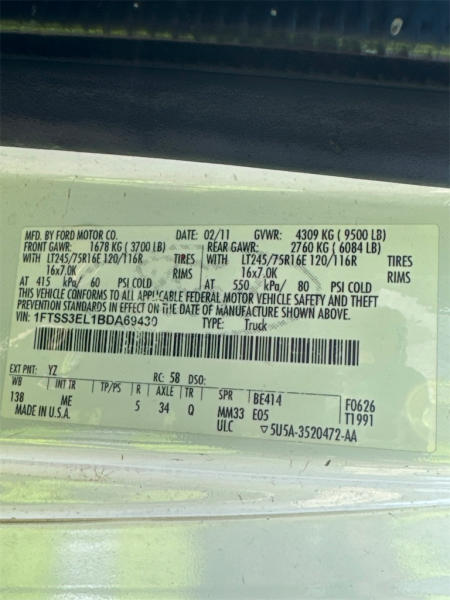 MFD. BY FORD MOTOR CO. DATE: 02/11 GVWR: 4309 KG ( 9500 LB)
FRONT GAWR: 1678 KG ( 3700 LB) REAR GAWR: 2760 KG ( 6084 LB)
WITH LT245/75R16E 120/116R TIRES WITH LT245/75R16E 120/116R TIRES
16x7.0K RIMS 16x7.0K RIMS
AT 415 kPa/ 60 PSI COLD AT 550 kPa/ 80 PSI COLD
THIS VEHICLE CONFORMS TO ALL APPLICABLE FEDERAL MOTOR VEHICLE SAFETY AND THEFT
PREVENTION STANDARDS IN EFFECT ON THE DATE OF MANUFACTURE SHOWN ABOVE.
VIN: 1FTSS3EL1BDA69430 TYPE: Truck
EXT PNT: YZ RC: 58 DSO:
WB INT TR TP/PS R AXLE TR SPR BE414 F0626
138 ME 5 34 Q MM33 E05 T1991
MADE IN U.S.A. ULC ▽5U5A-3520472-AA